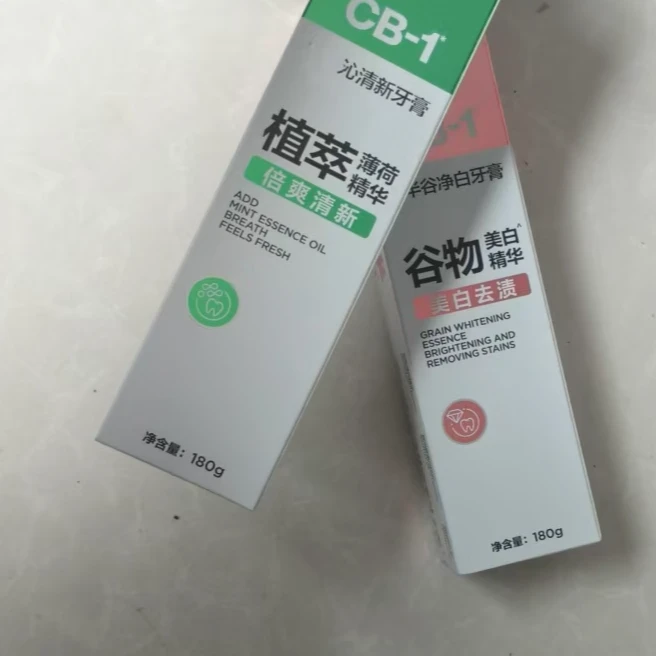 CB-1
沁清新牙膏
植萃薄荷精华
倍爽清新
ADD
MINT ESSENCE OIL
BREATH
FEELS FRESH
净含量：180g
-1
谷净白牙膏
谷物美白^精华
美白去渍
GRAIN WHITENING
ESSENCE
BRIGHTENING AND
REMOVING STAINS
净含量：180g